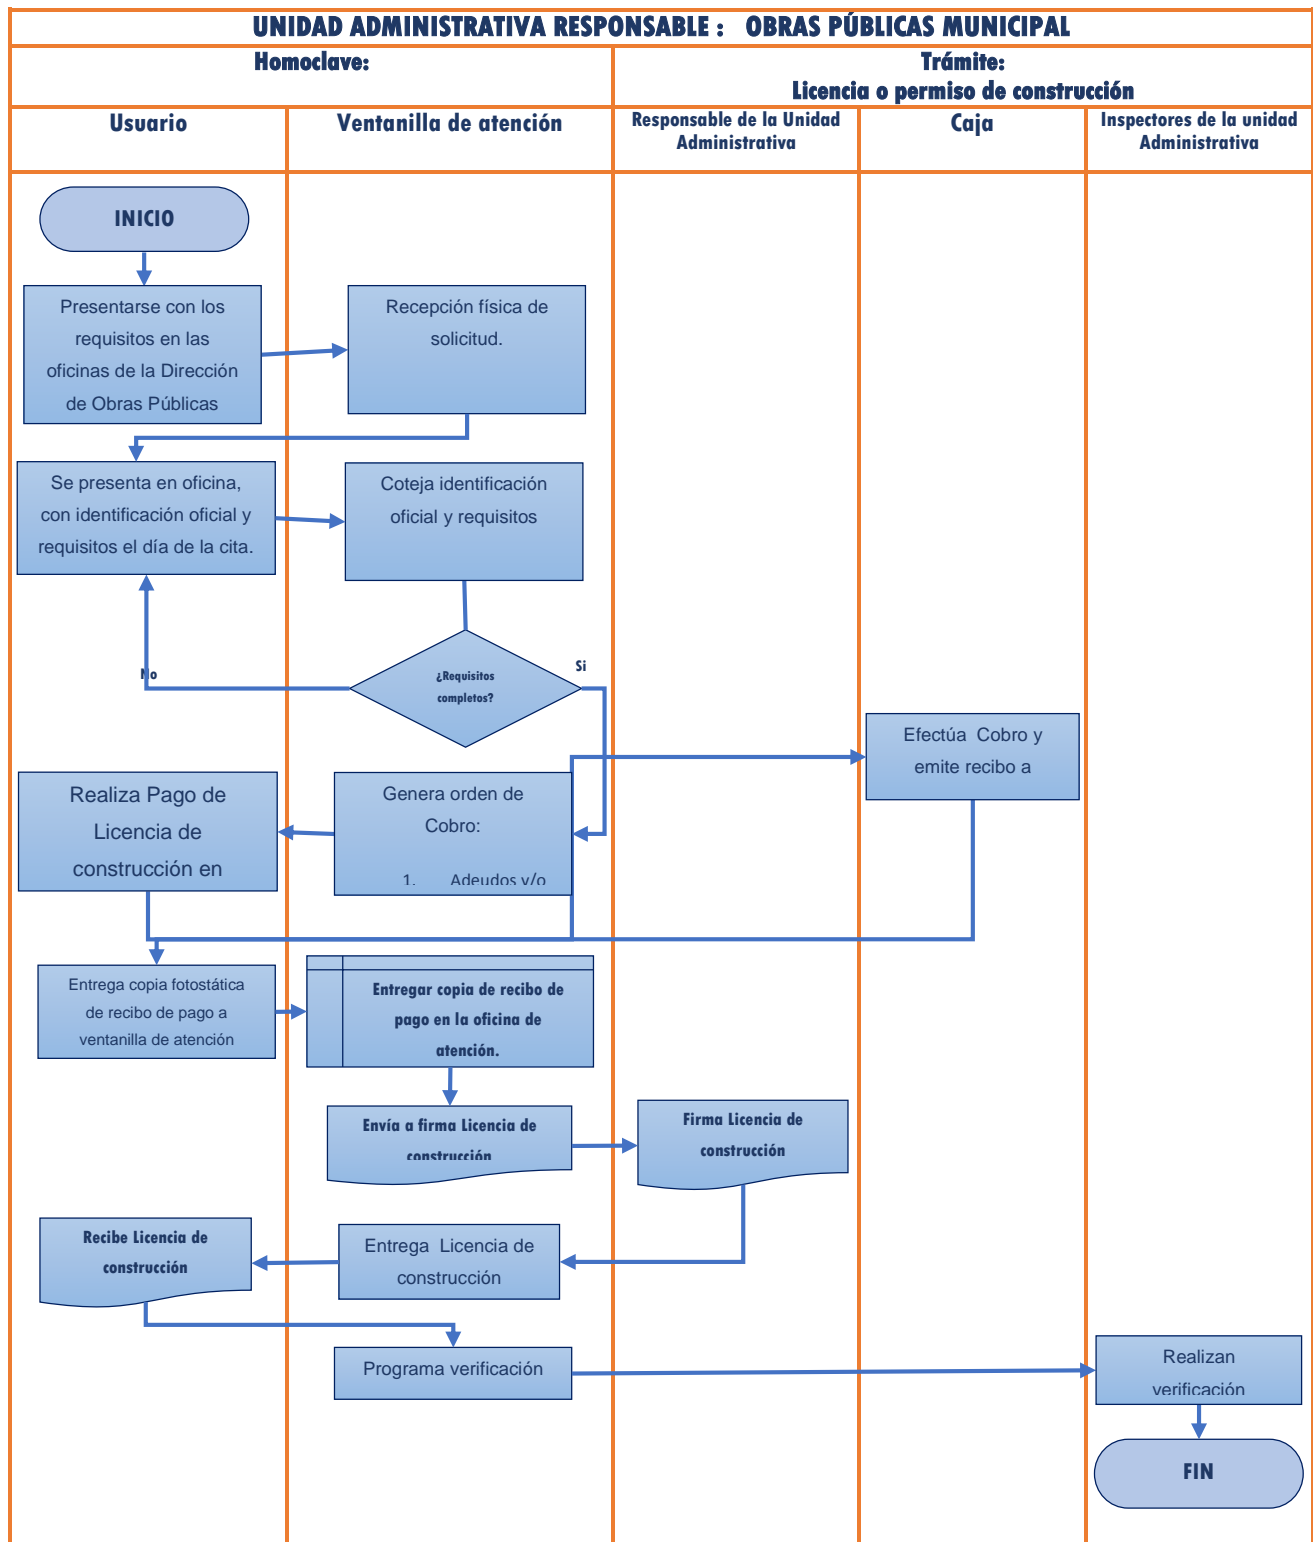 UNIDAD ADMINISTRATIVA RESPONSABLE : OBRAS PÚBLICAS MUNICIPAL
Homoclave:
Trámite:
Licencia o permiso de construcción
Usuario
Ventanilla de atención
Responsable de la Unidad
Administrativa
Caja
Inspectores de la unidad
Administrativa
INICIO
Presentarse con los
requisitos en las
oficinas de la Dirección
de Obras Públicas
Recepción física de
solicitud.
Se presenta en oficina,
con identificación oficial y
requisitos el día de la cita.
Coteja identificación
oficial y requisitos
¿Requisitos
completos?
No
Si
Efectúa Cobro y
emite recibo a
Realiza Pago de
Licencia de
construcción en
Genera orden de
Cobro:
1. Adeudos y/o
Entrega copia fotostática
de recibo de pago a
ventanilla de atención
Entregar copia de recibo de
pago en la oficina de
atención.
Envía a firma Licencia de
construcción
Firma Licencia de
construcción
Recibe Licencia de
construcción
Entrega Licencia de
construcción
Programa verificación
Realizan
verificación
FIN